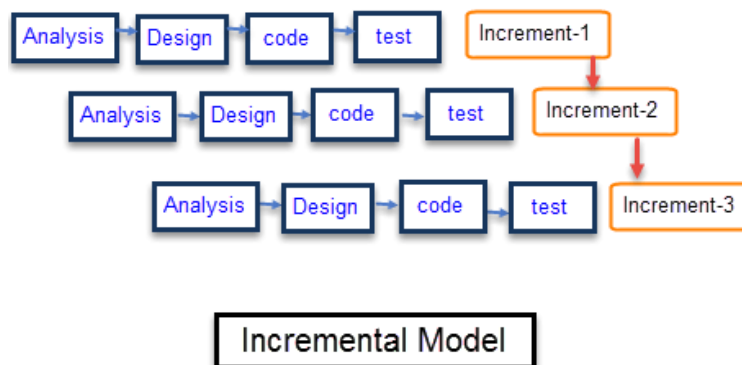 Analysis Design code test Increment-1
Analysis Design code test Increment-2
Analysis Design code test Increment-3
Incremental Model